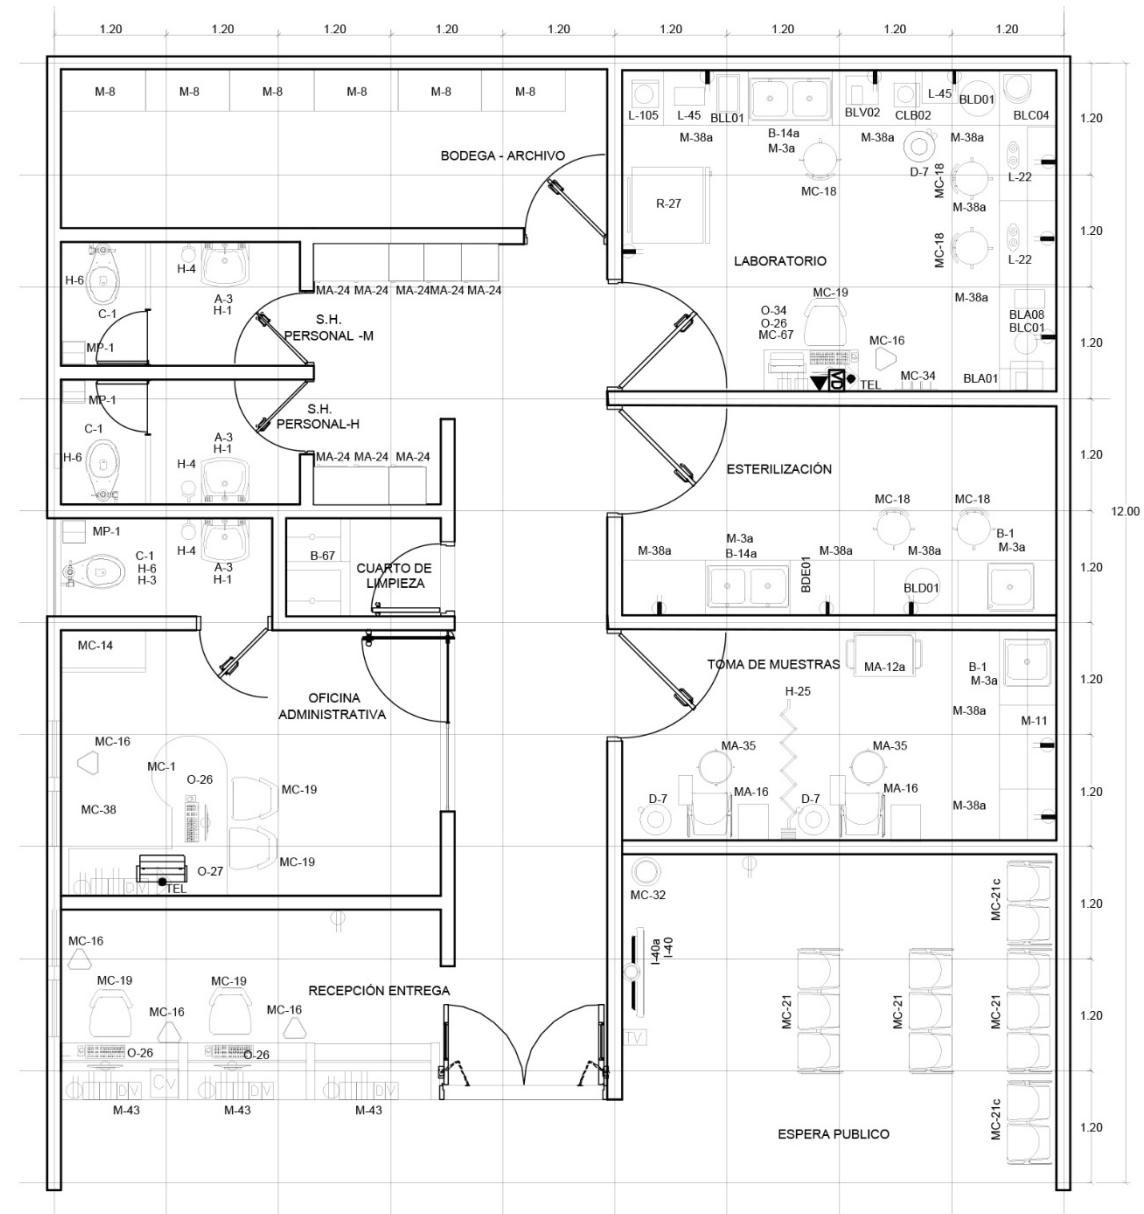 1.20 1.20 1.20 1.20 1.20 1.20 1.20 1.20 1.20
M-8 M-8 M-8 M-8 M-8 M-8
BODEGA - ARCHIVO
L-105 L-45 BLL01 BLV02 CLB02 L-45 BLD01 BLC04
M-38a B-14a M-38a M-38a
M-3a
MC-18 D-7 MC-18 L-22
R-27 M-38a
MC-18 L-22
LABORATORIO
M-38a
MC-19
O-34
O-26
MC-67
MC-16
BLA08
BLC01
VD TEL MC-34 BLA01
1.20
1.20
1.20
H-6 H-4
C-1 A-3
H-1
MP-1
MA-24 MA-24 MA-24 MA-24 MA-24
S.H.
PERSONAL -M
S.H.
PERSONAL-H
MP-1
C-1 A-3
H-1
H-6 H-4
MA-24 MA-24 MA-24
ESTERILIZACIÓN
MC-18 MC-18
M-3a
B-14a
B-1
M-3a
M-38a BDE01 M-38a M-38a
BLD01
1.20
12.00
1.20
MP-1 H-4
C-1
H-6
H-3
A-3
H-1
B-67
CUARTO DE
LIMPIEZA
MC-14
OFICINA
ADMINISTRATIVA
MC-16
MC-1
O-26
MC-38
MC-19
MC-19
O-27
DV TEL
TOMA DE MUESTRAS
MA-12a
B-1
M-3a
H-25
M-38a
M-11
MA-35 MA-35
MA-16 MA-16
D-7 D-7
M-38a
1.20
1.20
MC-16
MC-19 MC-19
MC-16 MC-16
RECEPCIÓN ENTREGA
O-26 O-26
DV CV DV DV
M-43 M-43 M-43
MC-32
I-40a
I-40
TV
MC-21c
MC-21 MC-21 MC-21
MC-21c
ESPERA PUBLICO
1.20
1.20
1.20